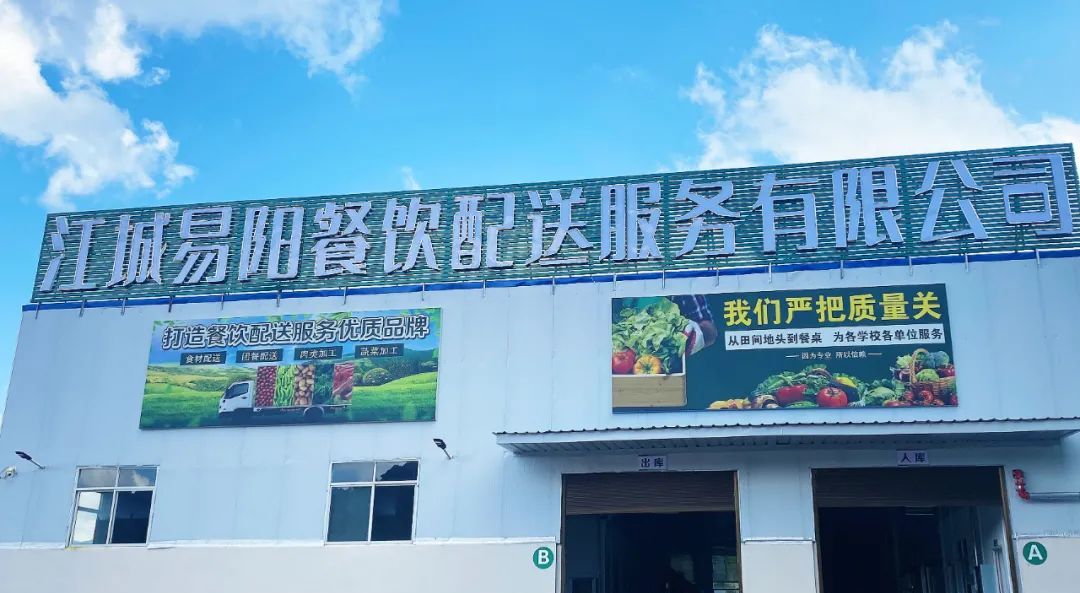 江城易阳餐饮配送服务有限公司
打造餐饮配送服务优质品牌
食材配送 团餐配送 肉类加工 蔬菜加工
我们严把质量关
从田间地头到餐桌 为各学校各单位服务
因为专业 所以信赖
出库
入库
B
A